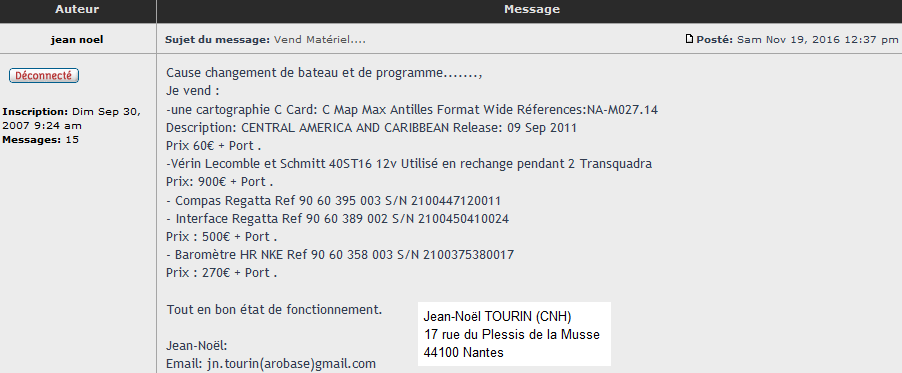 Auteur
Message
jean noel
Sujet du message: Vend Matériel....
Posté: Sam Nov 19, 2016 12:37 pm
Déconnecté
Inscription: Dim Sep 30,
2007 9:24 am
Messages: 15
Cause changement de bateau et de programme.......,
Je vend :
-une cartographie C Card: C Map Max Antilles Format Wide Réferences:NA-M027.14
Description: CENTRAL AMERICA AND CARIBBEAN Release: 09 Sep 2011
Prix 60€ + Port .
-Vérin Lecomble et Schmitt 40ST16 12v Utilisé en rechange pendant 2 Transquadra
Prix: 900€ + Port .
- Compas Regatta Ref 90 60 395 003 S/N 2100447120011
- Interface Regatta Ref 90 60 389 002 S/N 2100450410024
Prix : 500€ + Port .
- Baromètre HR NKE Ref 90 60 358 003 S/N 2100375380017
Prix : 270€ + Port .
Tout en bon état de fonctionnement.
Jean-Noël:
Email: jn.tourin(arobase)gmail.com
Jean-Noël TOURIN (CNH)
17 rue du Plessis de la Musse
44100 Nantes